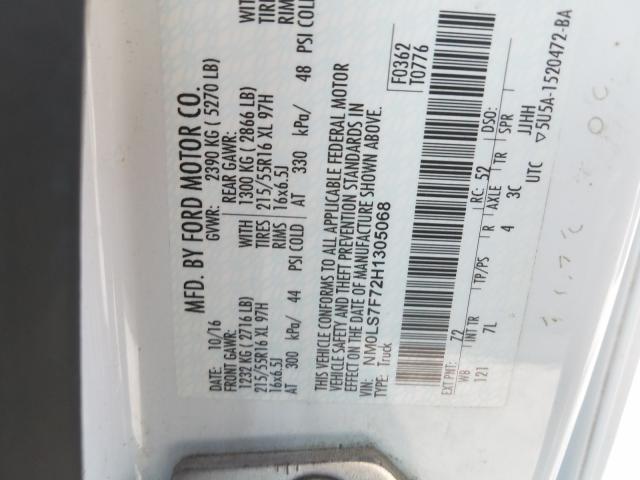 MFD. BY FORD MOTOR CO.
DATE: 10/16 GVWR: 2390 KG ( 5270 LB)
FRONT GAWR: REAR GAWR:
1232 KG ( 2716 LB) WITH 1300 KG ( 2866 LB) WITH
215/55R16 XL 97H TIRES 215/55R16 XL 97H TIRES
16x6.5J RIMS 16x6.5J RIMS
AT 300 kPa/ 44 PSI COLD AT 330 kPa/ 48 PSI COLD
THIS VEHICLE CONFORMS TO ALL APPLICABLE FEDERAL MOTOR
VEHICLE SAFETY AND THEFT PREVENTION STANDARDS IN
EFFECT ON THE DATE OF MANUFACTURE SHOWN ABOVE.
VIN: NM0LS7F72H1305068
TYPE: Truck
F0362
T0776
EXT PNT: Z2 RC: 52 DSO:
WB INT TR TP/PS R AXLE TR SPR
121 7L 4 3C JJHH
UTC ▽5U5A-1520472-BA